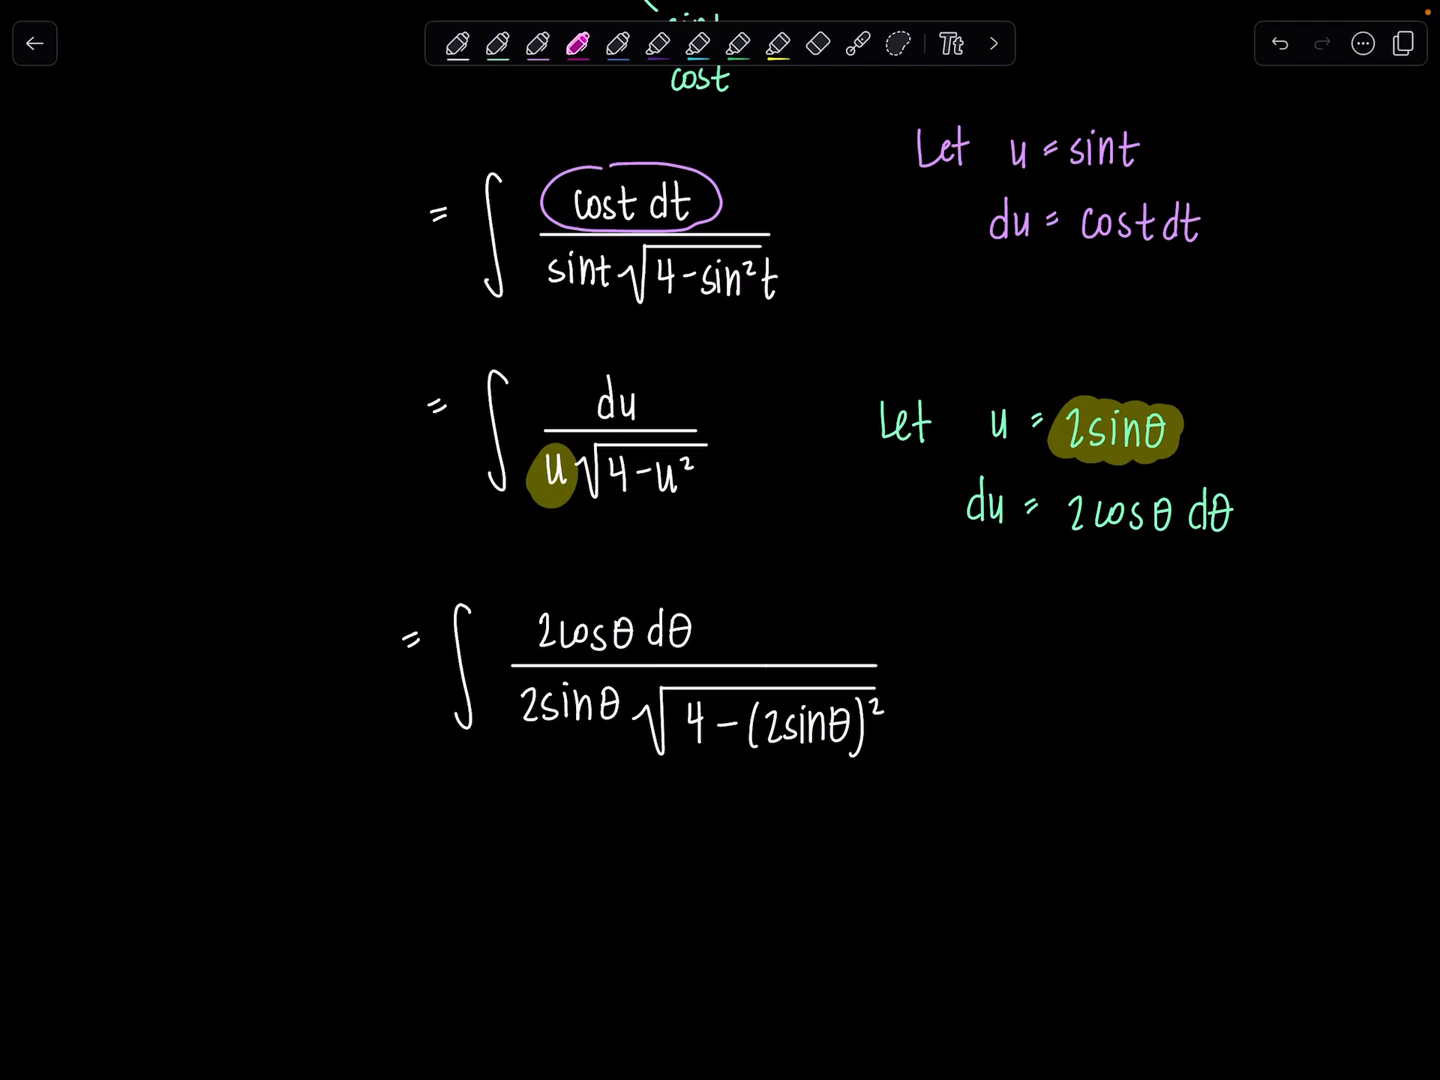 Tt
cost
Let u = sint
= ∫ cost dt / sint √(4-sin²t)
du = cost dt
= ∫ du / u √(4-u²)
Let u = 2sinθ
du = 2cosθ dθ
= ∫ 2cosθ dθ / 2sinθ √(4-(2sinθ)²)